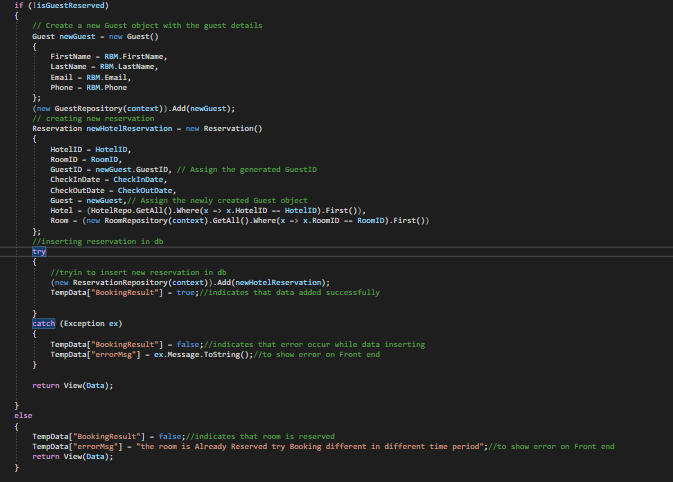 if (!isGuestReserved)
{
// Create a new Guest object with the guest details
Guest newGuest = new Guest()
{
FirstName = RBM.FirstName,
LastName = RBM.LastName,
Email = RBM.Email,
Phone = RBM.Phone
};
(new GuestRepository(context)).Add(newGuest);
// creating new reservation
Reservation newHotelReservation = new Reservation()
{
HotelID = HotelID,
RoomID = RoomID,
GuestID = newGuest.GuestID, // Assign the generated GuestID
CheckInDate = CheckInDate,
CheckOutDate = CheckOutDate,
Guest = newGuest,// Assign the newly created Guest object
Hotel = (HotelRepo.GetAll().Where(x => x.HotelID == HotelID).First()),
Room = (new RoomRepository(context).GetAll().Where(x => x.RoomID == RoomID).First())
};
//inserting reservation in db
try
{
//tryin to insert new reservation in db
(new ReservationRepository(context)).Add(newHotelReservation);
TempData["BookingResult"] = true;//indicates that data added successfully
}
catch (Exception ex)
{
TempData["BookingResult"] = false;//indicates that error occur while data inserting
TempData["errorMsg"] = ex.Message.ToString();//to show error on Front end
}
return View(Data);
}
else
{
TempData["BookingResult"] = false;//indicates that room is reserved
TempData["errorMsg"] = "the room is Already Reserved try Booking different in different time period";//to show error on Front end
return View(Data);
}